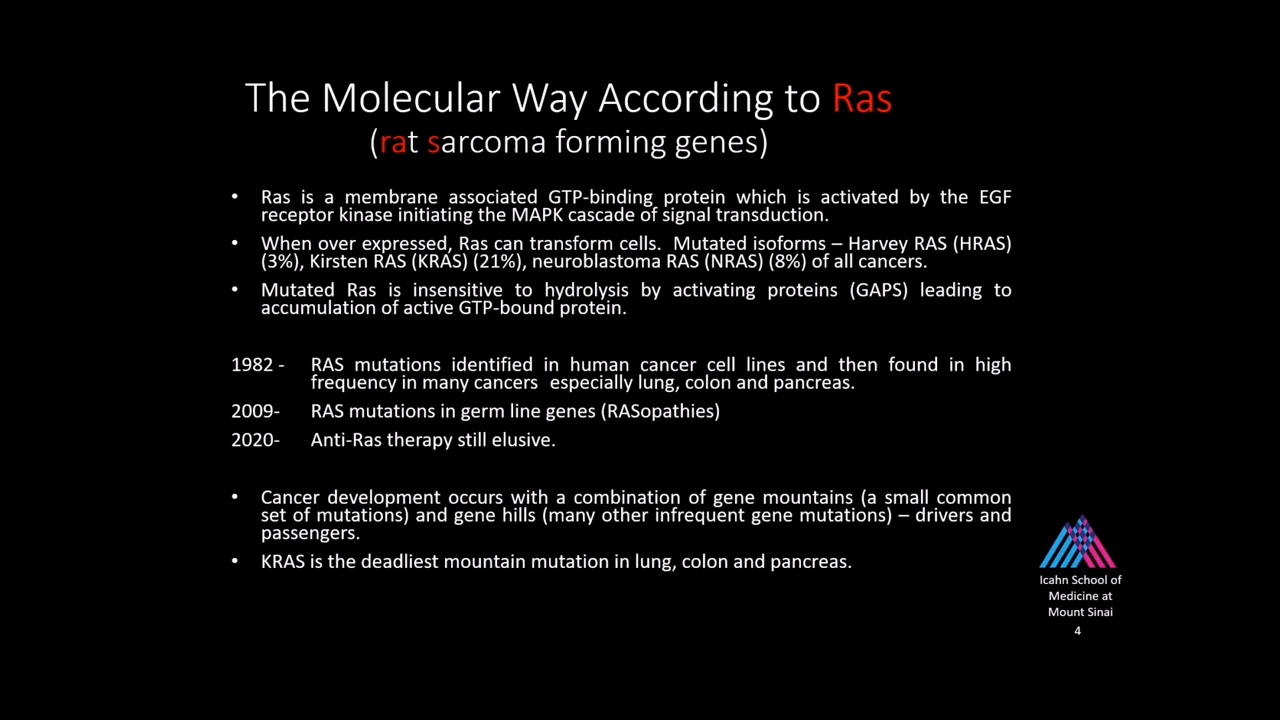 The Molecular Way According to Ras
(rat sarcoma forming genes)
• Ras is a membrane associated GTP-binding protein which is activated by the EGF
receptor kinase initiating the MAPK cascade of signal transduction.
• When over expressed, Ras can transform cells. Mutated isoforms – Harvey RAS (HRAS)
(3%), Kirsten RAS (KRAS) (21%), neuroblastoma RAS (NRAS) (8%) of all cancers.
• Mutated Ras is insensitive to hydrolysis by activating proteins (GAPS) leading to
accumulation of active GTP-bound protein.
1982 - RAS mutations identified in human cancer cell lines and then found in high
frequency in many cancers especially lung, colon and pancreas.
2009- RAS mutations in germ line genes (RASopathies)
2020- Anti-Ras therapy still elusive.
• Cancer development occurs with a combination of gene mountains (a small common
set of mutations) and gene hills (many other infrequent gene mutations) – drivers and
passengers.
• KRAS is the deadliest mountain mutation in lung, colon and pancreas.
Icahn School of
Medicine at
Mount Sinai
4